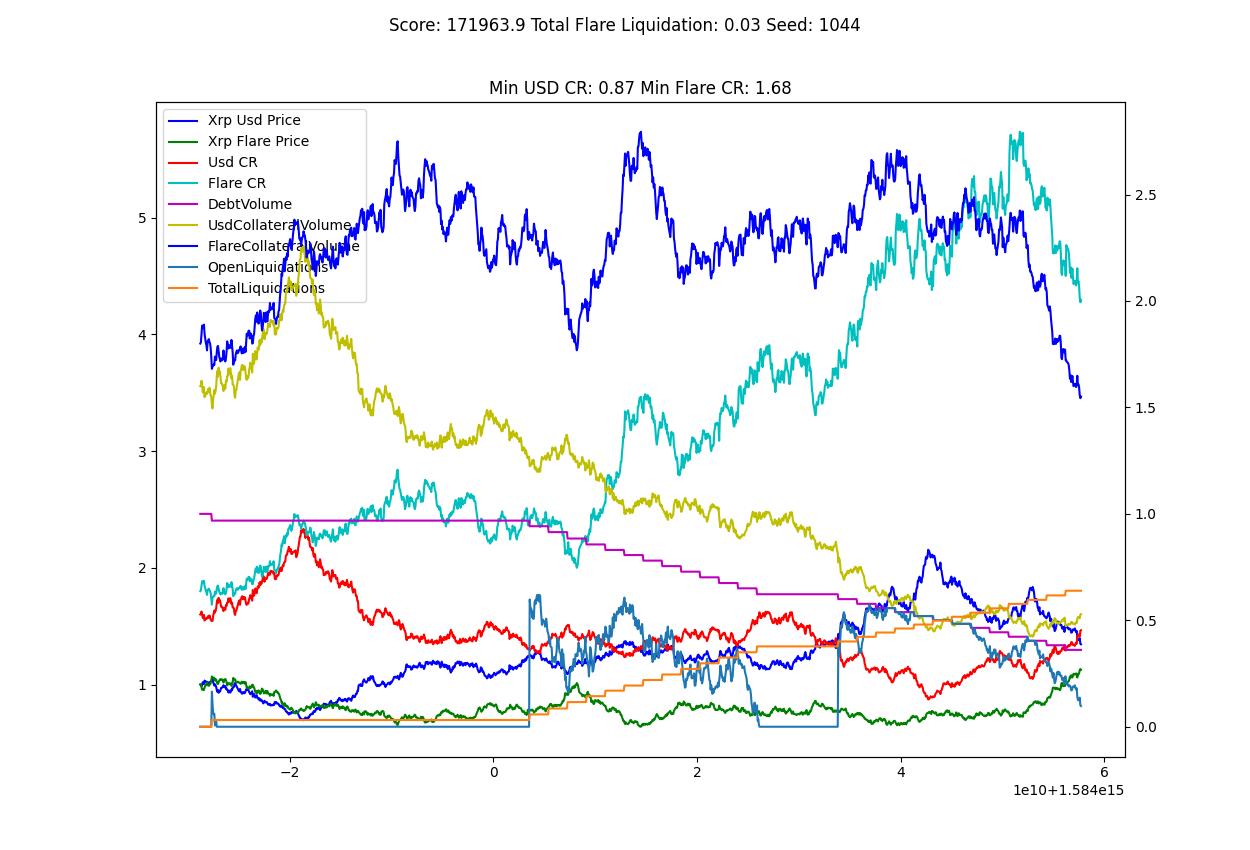 Score: 171963.9 Total Flare Liquidation: 0.03 Seed: 1044
Min USD CR: 0.87 Min Flare CR: 1.68
Xrp Usd Price
Xrp Flare Price
Usd CR
Flare CR
DebtVolume
UsdCollateralVolume
FlareCollateralVolume
OpenLiquidations
TotalLiquidations
5
4
3
2
1
2.5
2.0
1.5
1.0
0.5
0.0
−2
0
2
4
6
1e10+1.584e15